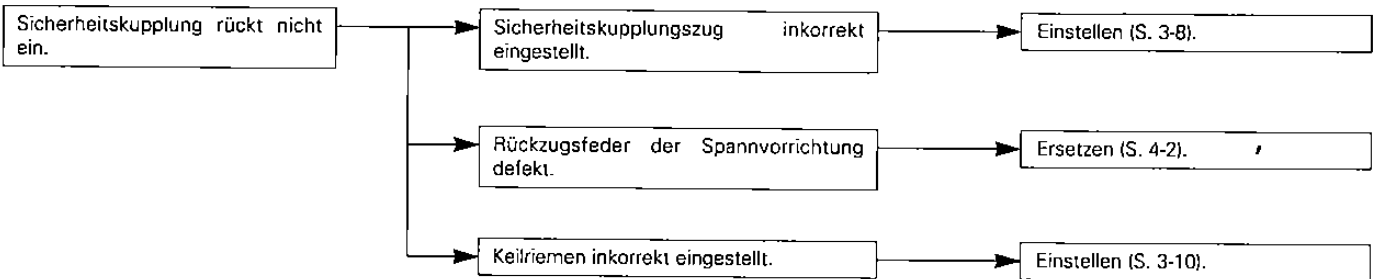 Sicherheitskupplung rückt nicht
ein.
Sicherheitskupplungszug inkorrekt
eingestellt.
Einstellen (S. 3-8).
Rückzugsfeder der Spannvorrichtung
defekt.
Ersetzen (S. 4-2).
Keilriemen inkorrekt eingestellt.
Einstellen (S. 3-10).